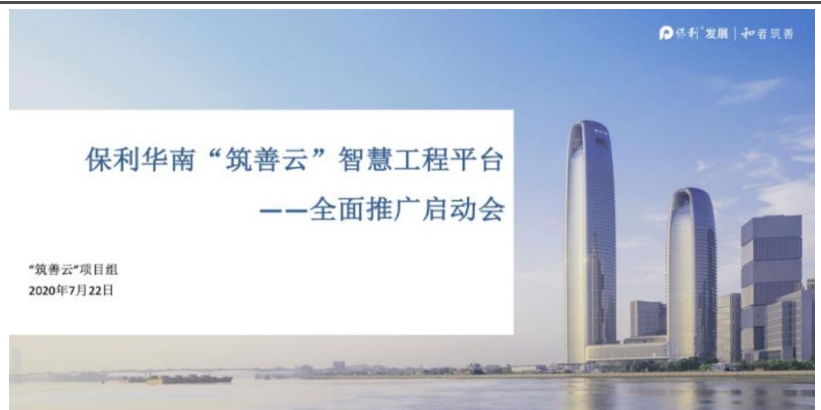 保利发展 | 和者筑善
保利华南“筑善云”智慧工程平台
——全面推广启动会
“筑善云”项目组
2020年7月22日